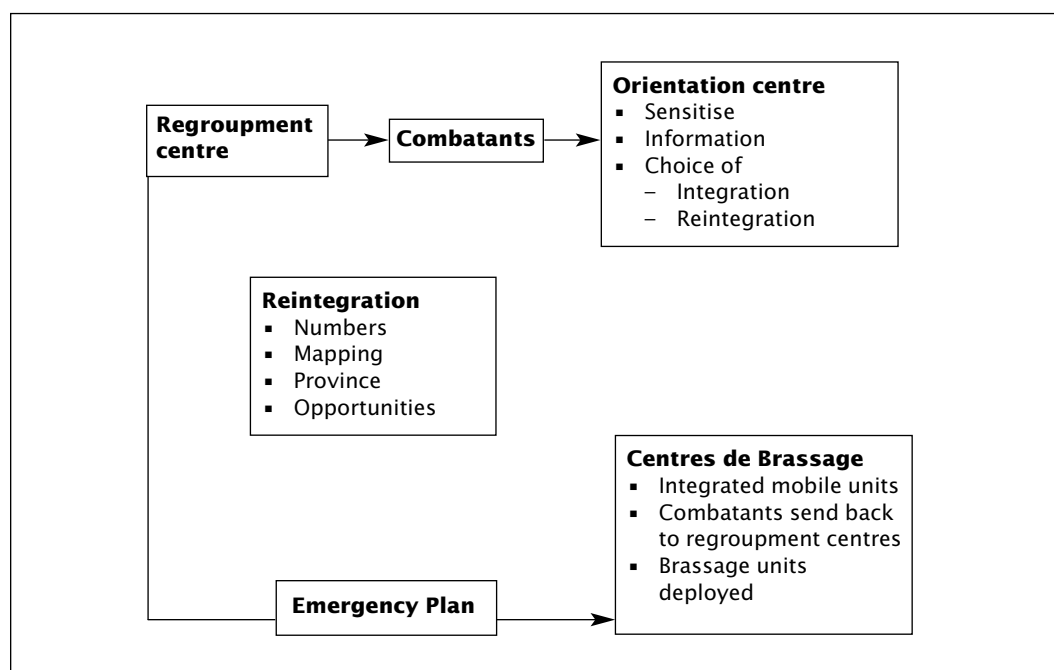 Regroupment
centre
Combatants
Orientation centre
▪ Sensitise
▪ Information
▪ Choice of
– Integration
– Reintegration
Reintegration
▪ Numbers
▪ Mapping
▪ Province
▪ Opportunities
Centres de Brassage
▪ Integrated mobile units
▪ Combatants send back
to regroupment centres
▪ Brassage units
deployed
Emergency Plan